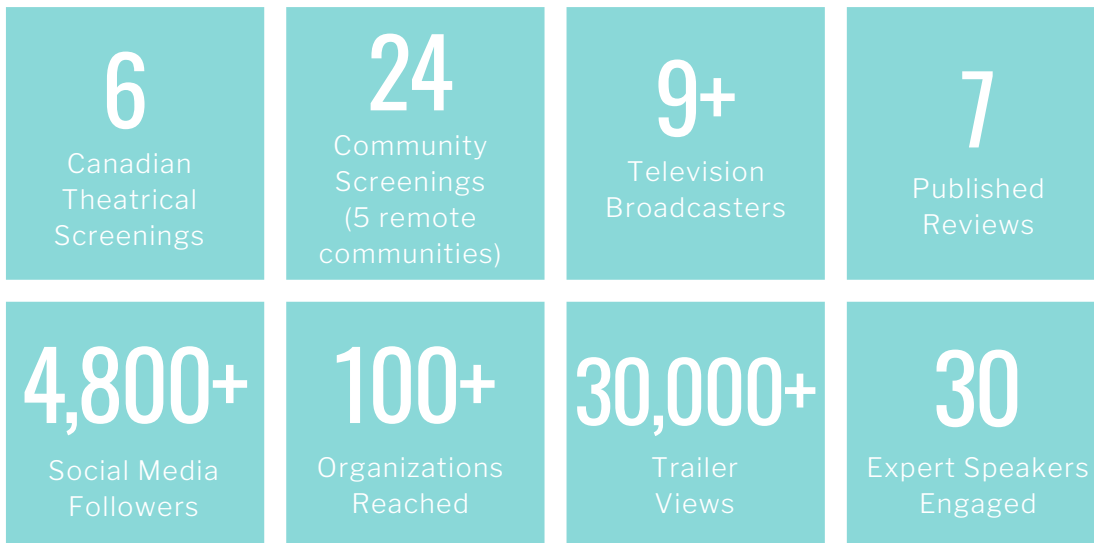 6
Canadian
Theatrical
Screenings
24
Community
Screenings
(5 remote
communities)
9+
Television
Broadcasters
7
Published
Reviews
4,800+
Social Media
Followers
100+
Organizations
Reached
30,000+
Trailer
Views
30
Expert Speakers
Engaged